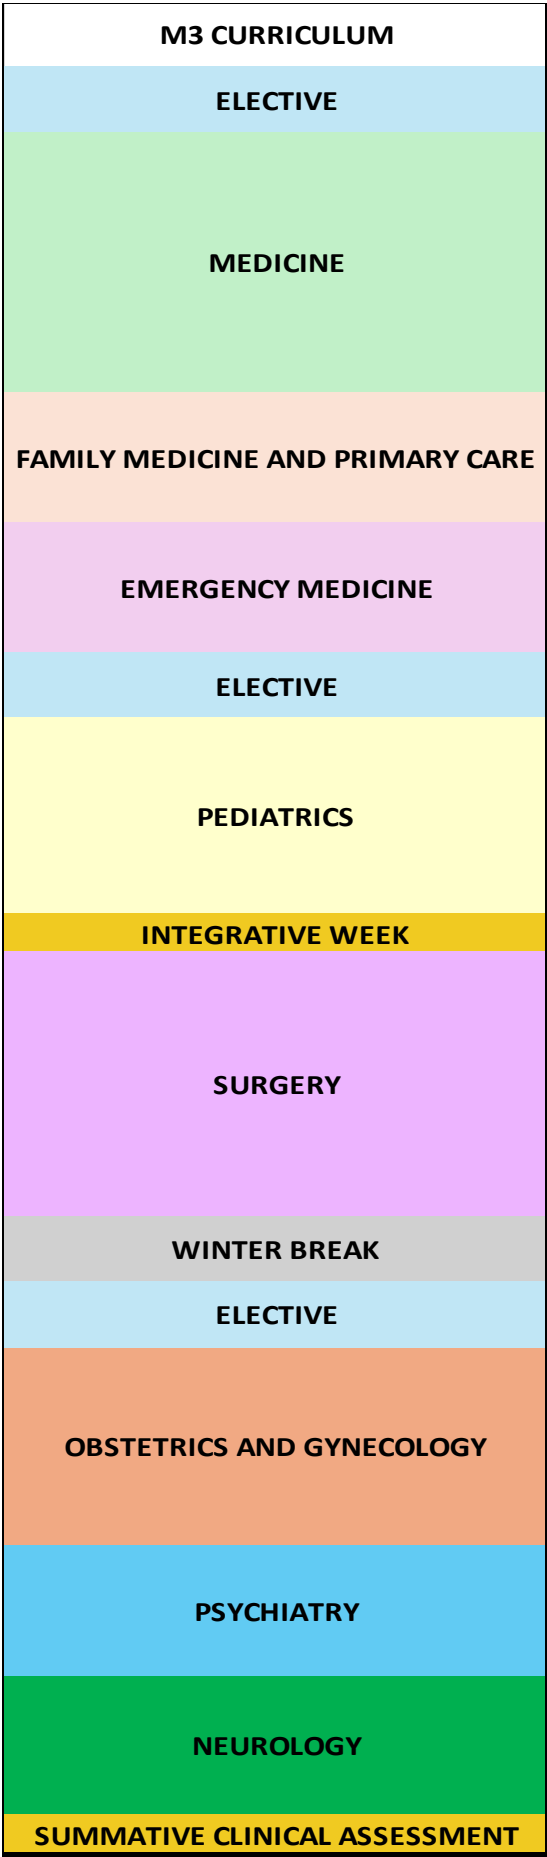 M3 CURRICULUM
ELECTIVE
MEDICINE
FAMILY MEDICINE AND PRIMARY CARE
EMERGENCY MEDICINE
ELECTIVE
PEDIATRICS
INTEGRATIVE WEEK
SURGERY
WINTER BREAK
ELECTIVE
OBSTETRICS AND GYNECOLOGY
PSYCHIATRY
NEUROLOGY
SUMMATIVE CLINICAL ASSESSMENT